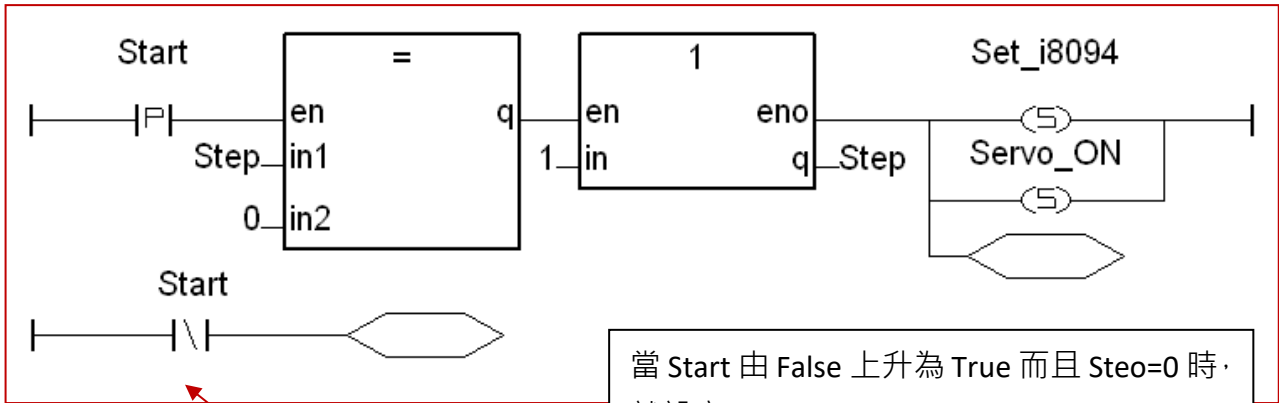 Start
=
1
Set_i8094
P
en
q
en
eno
S
Step
in1
1
in
q
Step
Servo_ON
0
in2
S
Start
當 Start 由 False 上升為 True 而且 Steo=0 時，